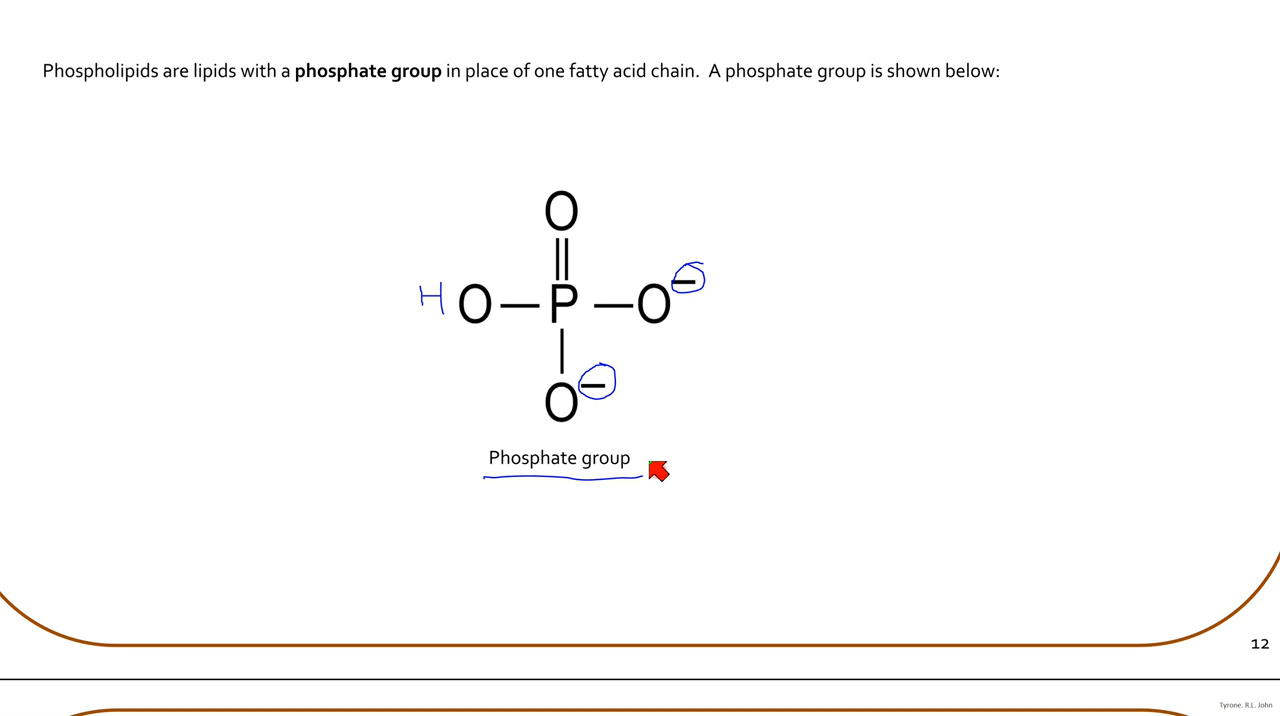 Phospholipids are lipids with a phosphate group in place of one fatty acid chain.  A phosphate group is shown below:
O
H O — P — O⁻
O⁻
Phosphate group
12
Tyrone. R.L. John